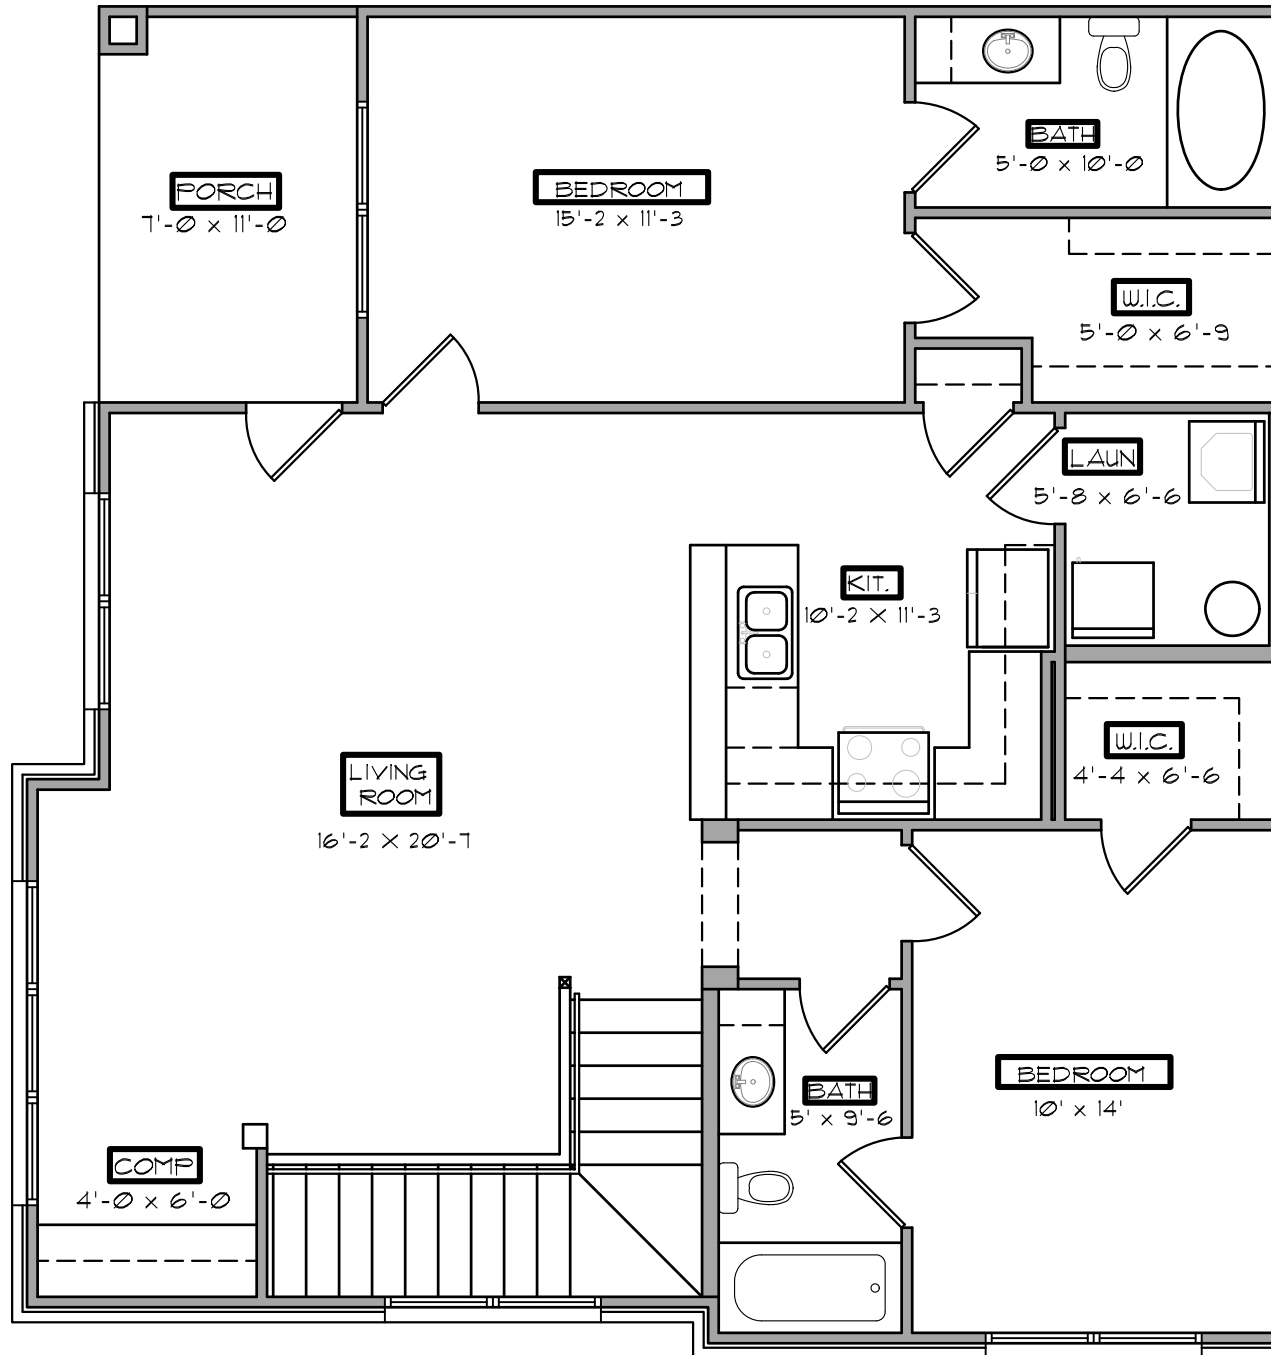 BATH
5'-0 x 10'-0
PORCH
7'-0 x 11'-0
BEDROOM
15'-2 x 11'-3
W.I.C.
5'-0 x 6'-9
LAUN
5'-8 x 6'-6
KIT.
10'-2 x 11'-3
W.I.C.
4'-4 x 6'-6
LIVING
ROOM
16'-2 x 20'-7
BEDROOM
10' x 14'
BATH
5' x 9'-6
COMP
4'-0 x 6'-0